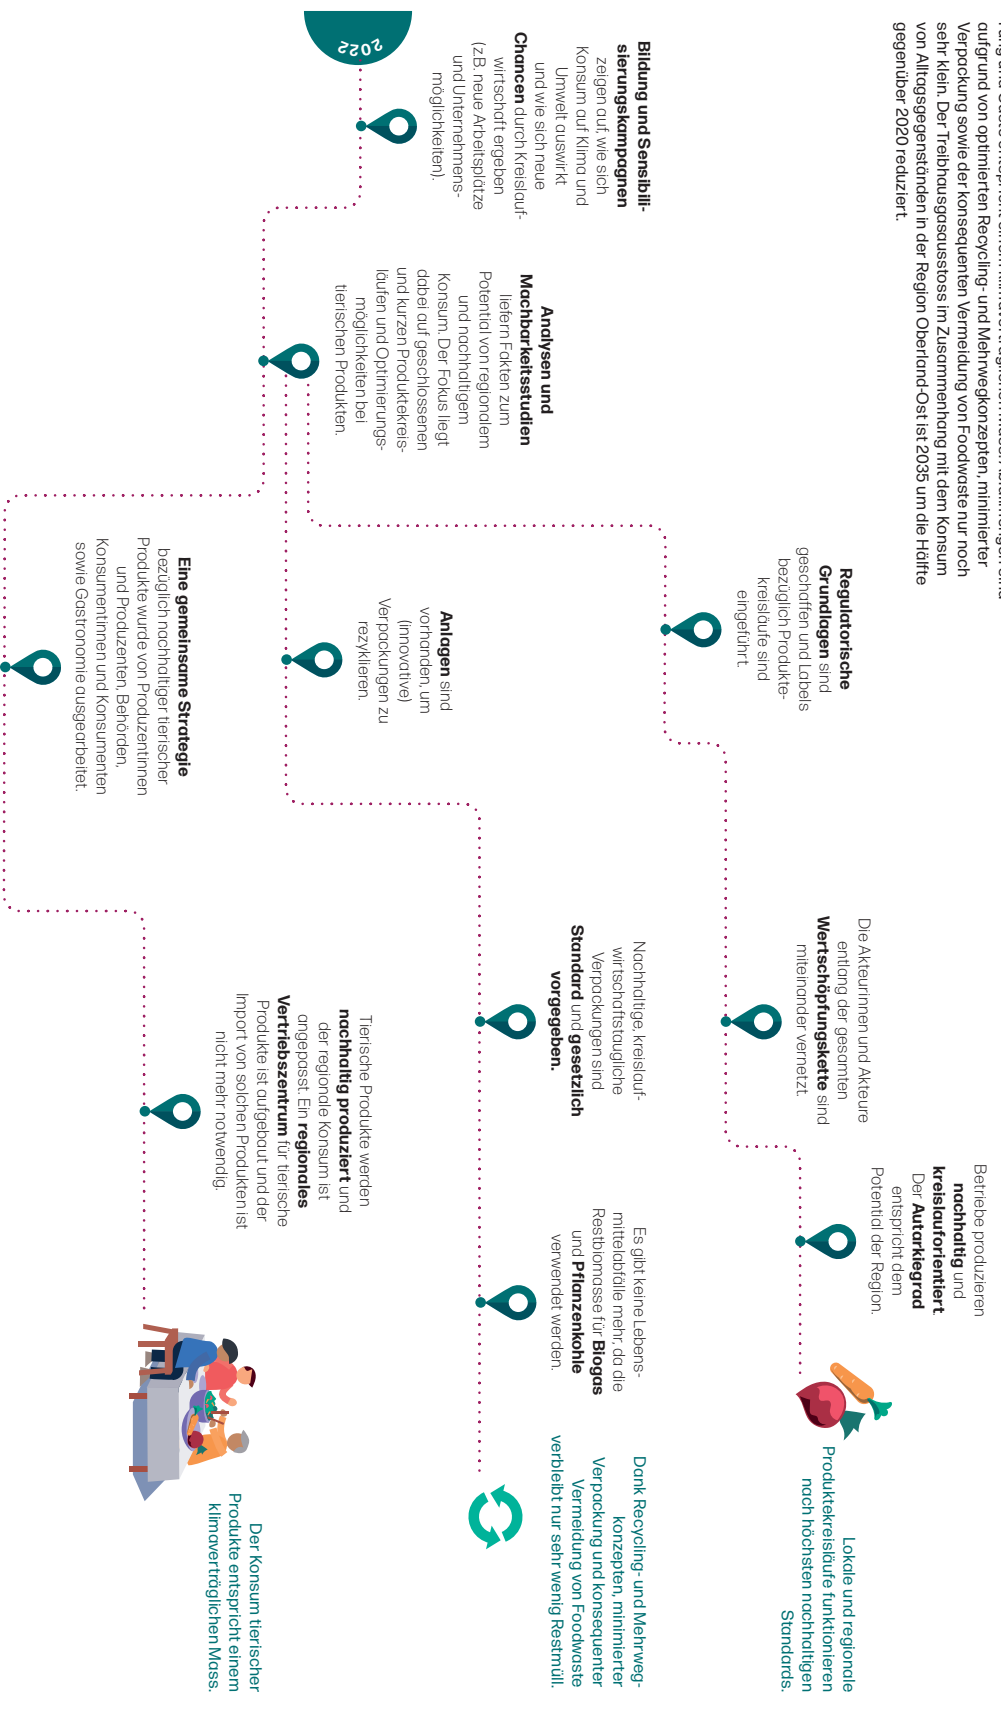 aufgrund von optimierten Recycling- und Mehrwegkonzepten, minimierter
Verpackung sowie der konsequenten Vermeidung von Foodwaste nur noch
sehr klein. Der Treibhausgasausstoss im Zusammenhang mit dem Konsum
von Alltagsgegenständen in der Region Oberland-Ost ist 2035 um die Hälfte
gegenüber 2020 reduziert.
2022
Bildung und Sensibili-
sierungskampagnen
zeigen auf, wie sich
Konsum auf Klima und
Umwelt auswirkt
und wie sich neue
Chancen durch Kreislauf-
wirtschaft ergeben
(z.B. neue Arbeitsplätze
und Unternehmens-
möglichkeiten).
Analysen und
Machbarkeitsstudien
liefern Fakten zum
Potential von regionalem
und nachhaltigem
Konsum. Der Fokus liegt
dabei auf geschlossenen
und kurzen Produktekreis-
läufen und Optimierungs-
möglichkeiten bei
tierischen Produkten.
Regulatorische
Grundlagen sind
geschaffen und Labels
bezüglich Produkte-
kreisläufe sind
eingeführt.
Anlagen sind
vorhanden, um
(innovative)
Verpackungen zu
rezyklieren.
Eine gemeinsame Strategie
bezüglich nachhaltiger tierischer
Produkte wurde von Produzentinnen
und Produzenten, Behörden,
Konsumentinnen und Konsumenten
sowie Gastronomie ausgearbeitet.
Die Akteurinnen und Akteure
entlang der gesamten
Wertschöpfungskette sind
miteinander vernetzt.
Nachhaltige, kreislauf-
wirtschaftstaugliche
Verpackungen sind
Standard und gesetzlich
vorgegeben.
Tierische Produkte werden
nachhaltig produziert und
der regionale Konsum ist
angepasst. Ein regionales
Vertriebszentrum für tierische
Produkte ist aufgebaut und der
Import von solchen Produkten ist
nicht mehr notwendig.
Betriebe produzieren
nachhaltig und
kreislauforientiert.
Der Autarkiegrad
entspricht dem
Potential der Region.
Es gibt keine Lebens-
mittelabfälle mehr, da die
Restbiomasse für Biogas
und Pflanzenkohle
verwendet werden.
Lokale und regionale
Produktekreisläufe funktionieren
nach höchsten nachhaltigen
Standards.
Dank Recycling- und Mehrweg-
konzepten, minimierter
Verpackung und konsequenter
Vermeidung von Foodwaste
verbleibt nur sehr wenig Restmüll.
Der Konsum tierischer
Produkte entspricht einem
klimaverträglichen Mass.